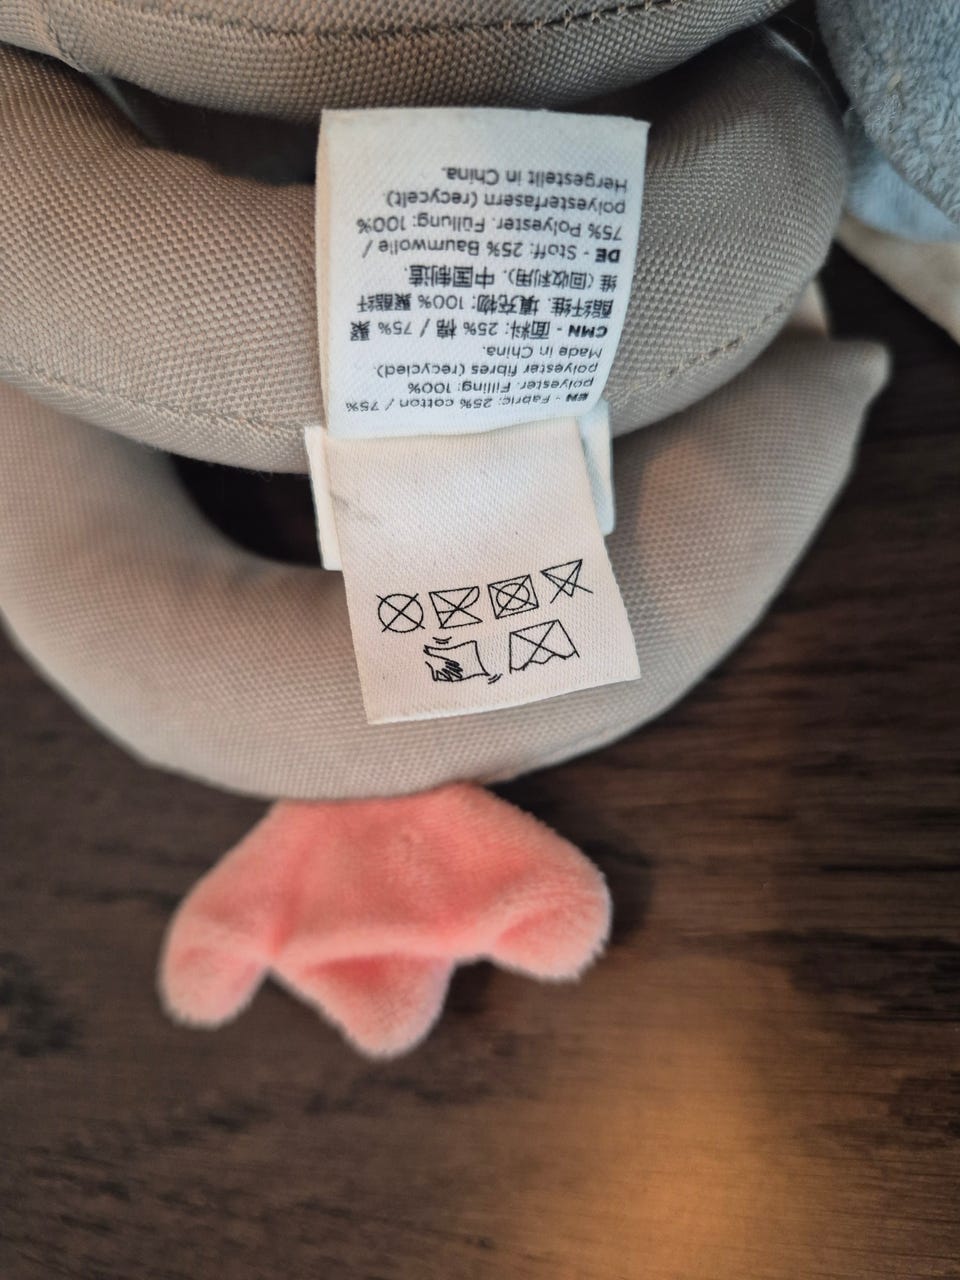 EN - Fabric: 25% cotton / 75%
polyester. Filling: 100%
polyester fibres (recycled).
Made in China.
CMN - 面料: 25% 棉 / 75% 聚
酯纤维. 填充物: 100% 聚酯纤
维 (回收利用). 中国制造.
DE - Stoff: 25% Baumwolle /
75% Polyester. Füllung: 100%
polyesterfasern (recycelt).
Hergestellt in China.